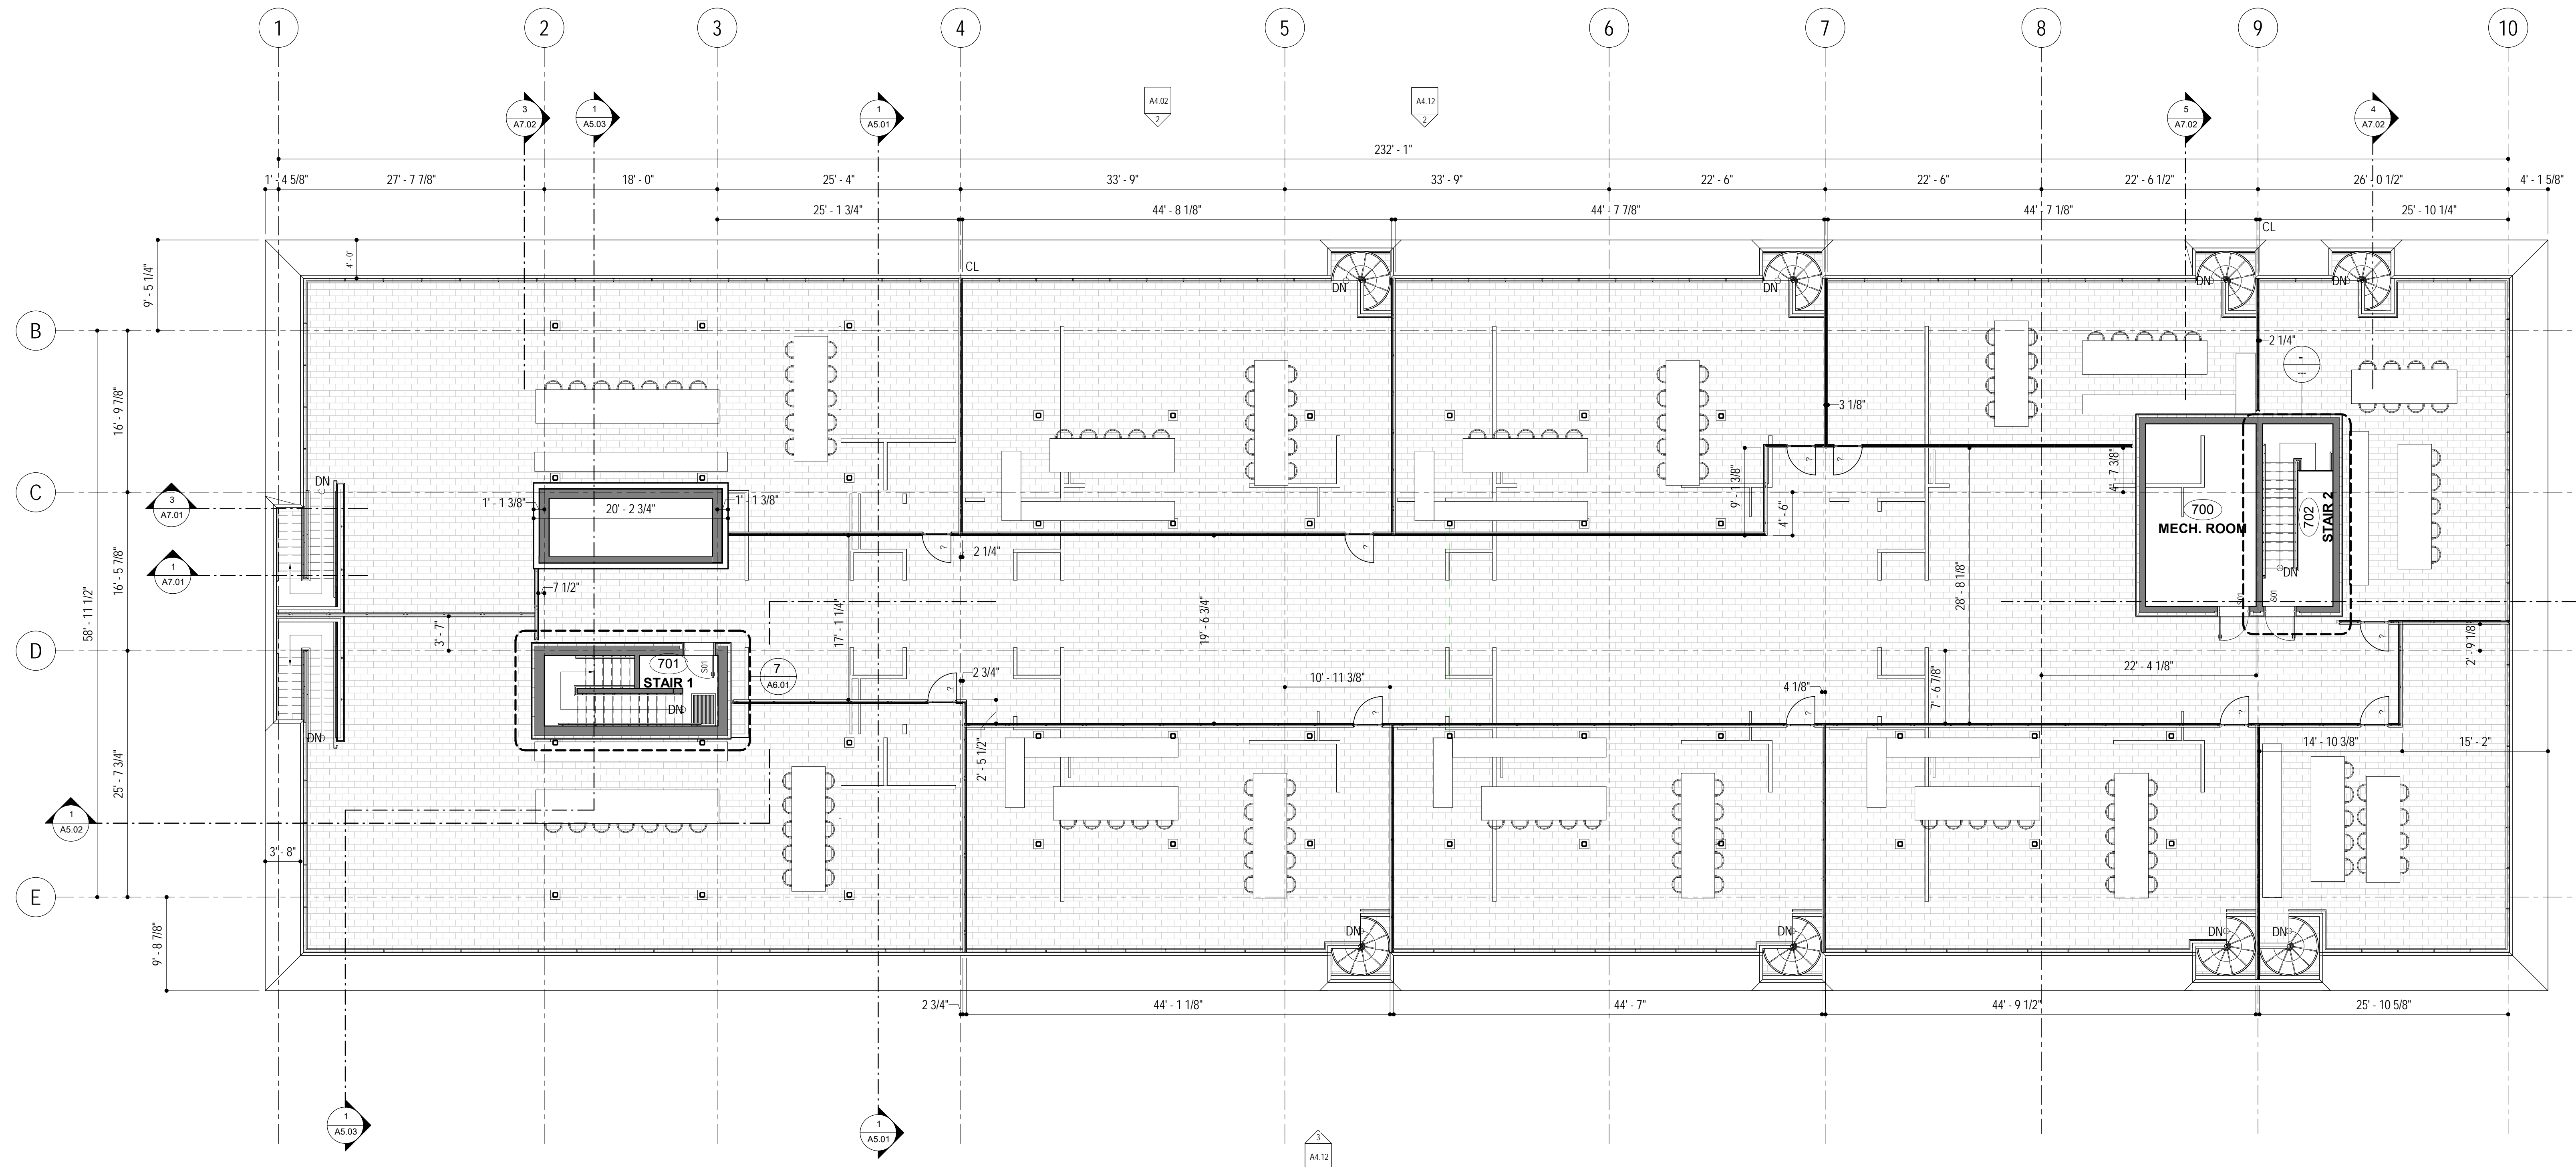 1 2 3 4 5 6 7 8 9 10
3
A7.02
1
A5.03
1
A5.01
A4.02
2
A4.12
2
5
A7.02
4
A7.02
232' - 1"
1' - 4 5/8" 27' - 7 7/8" 18' - 0" 25' - 4" 33' - 9" 33' - 9" 22' - 6" 22' - 6" 22' - 6 1/2" 26' - 0 1/2" 4' - 1 5/8"
25' - 1 3/4" 44' - 8 1/8" 44' - 7 7/8" 44' - 7 1/8" 25' - 10 1/4"
CL
CL
9' - 5 1/4"
4' - 0"
DN
DN
DN
DN
B
2 1/4"
-
---
16' - 9 7/8"
3 1/8"
?
?
9' - 1 3/8"
4' - 7 3/8"
C
3
A7.01
DN
1' - 1 3/8"
1' - 1 3/8"
20' - 2 3/4"
4' - 6"
700
MECH. ROOM
702
STAIR 2
DN
S01
S01
?
?
2 1/4"
1
A7.01
7 1/2"
16' - 5 7/8"
58' - 11 1/2"
3' - 7"
17' - 1 1/4"
19' - 6 3/4"
28' - 8 1/8"
?
2' - 9 1/8"
D
701
STAIR 1
S01
DN
7
A6.01
2 3/4"
?
10' - 11 3/8"
4 1/8"
7' - 6 7/8"
22' - 4 1/8"
?
?
?
?
DN
2' - 5 1/2"
14' - 10 3/8"
15' - 2"
25' - 7 3/4"
1
A5.02
3' - 8"
E
DN
DN
DN
DN
9' - 8 7/8"
2 3/4" 44' - 1 1/8" 44' - 7" 44' - 9 1/2" 25' - 10 5/8"
1
A5.03
1
A5.01
3
A4.12